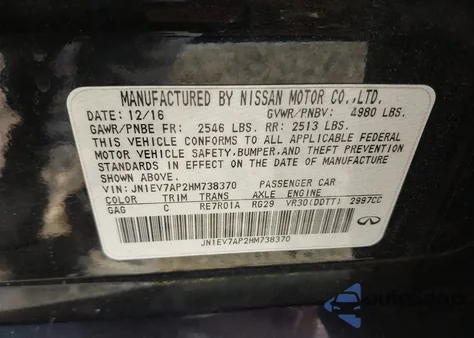 MANUFACTURED BY NISSAN MOTOR CO.,LTD.
DATE: 12/16 GVWR/PNBV: 4980 LBS.
GAWR/PNBE FR: 2546 LBS. RR: 2513 LBS.
THIS VEHICLE CONFORMS TO ALL APPLICABLE FEDERAL
MOTOR VEHICLE SAFETY, BUMPER, AND THEFT PREVENTION
STANDARDS IN EFFECT ON THE DATE OF MANUFACTURE
SHOWN ABOVE.
VIN: JN1EV7AP2HM738370 PASSENGER CAR
COLOR TRIM TRANS AXLE ENGINE
GAG C RE7R01A RG29 VR30(DDTT) 2997CC
JN1EV7AP2HM738370